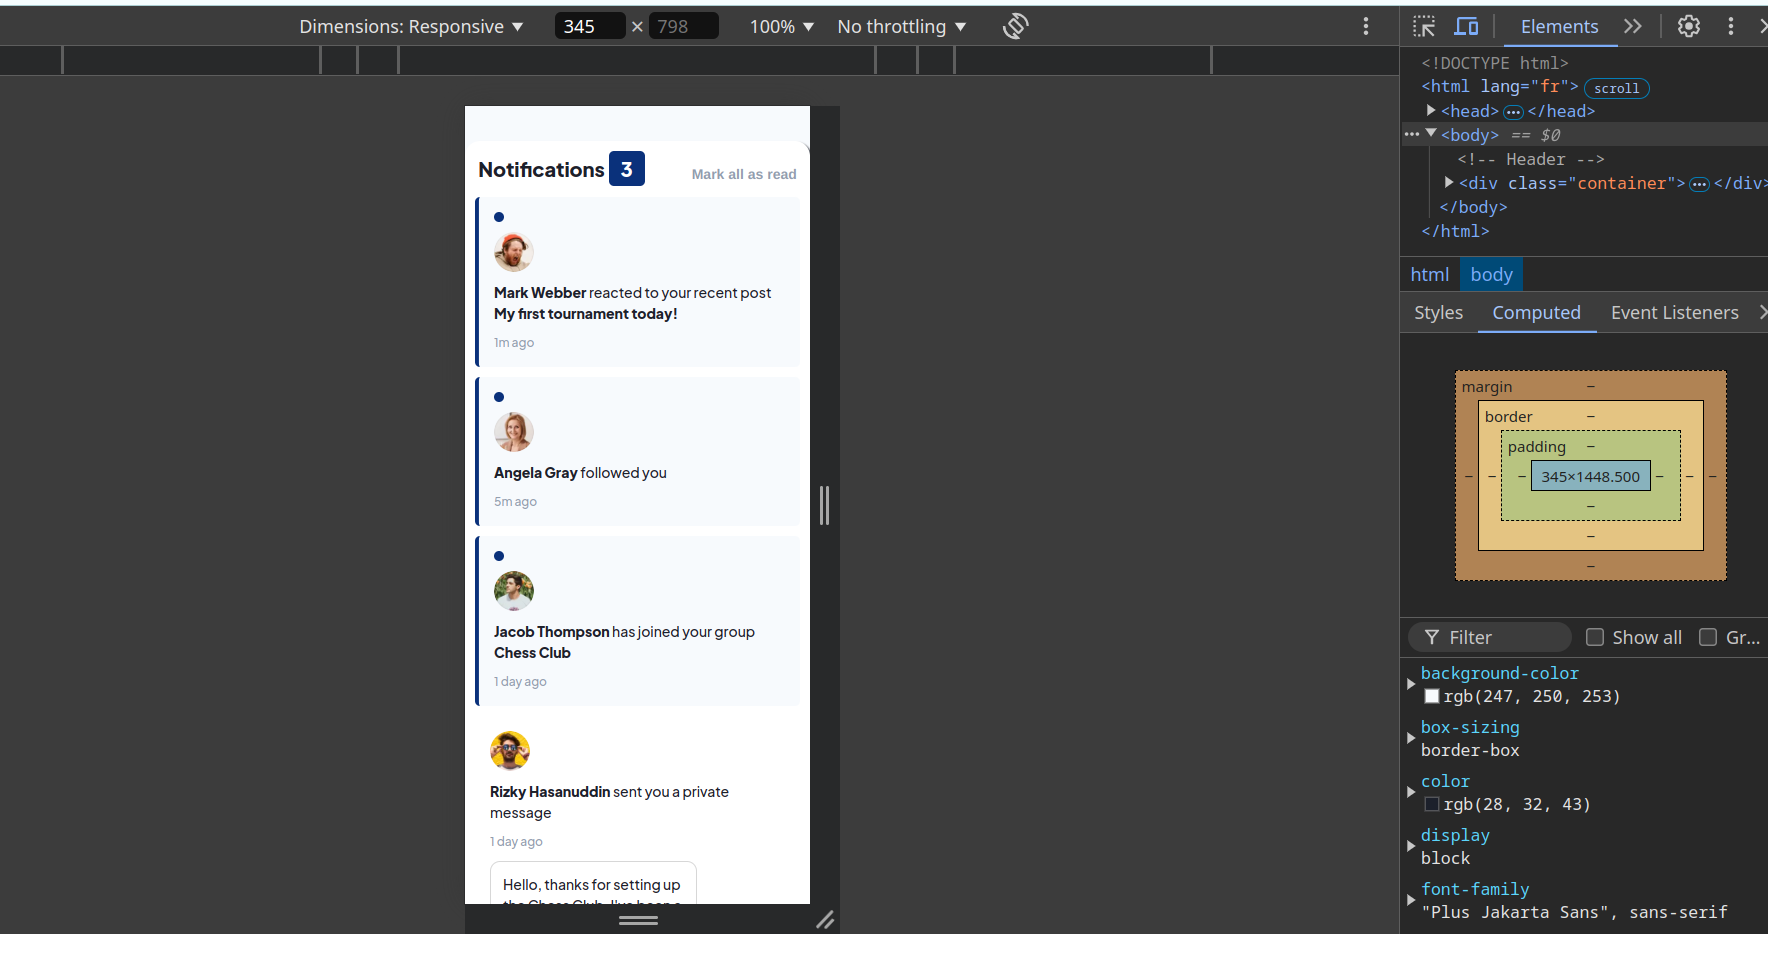 Dimensions: Responsive ▼ 345 × 798 100% ▼ No throttling ▼
Elements
Notifications 3 Mark all as read
Mark Webber reacted to your recent post
My first tournament today!
1m ago
Angela Gray followed you
5m ago
Jacob Thompson has joined your group
Chess Club
1 day ago
Rizky Hasanuddin sent you a private
message
1 day ago
Hello, thanks for setting up
the Chess Club. I've been a
<!DOCTYPE html>
<html lang="fr"> scroll
<head> ••• </head>
••• <body> == $0
<!-- Header -->
<div class="container"> ••• </div>
</body>
</html>
html body
Styles Computed Event Listeners
margin –
border –
padding –
– – – 345×1448.500 – – –
–
–
–
Filter Show all Gr...
background-color
rgb(247, 250, 253)
box-sizing
border-box
color
rgb(28, 32, 43)
display
block
font-family
"Plus Jakarta Sans", sans-serif